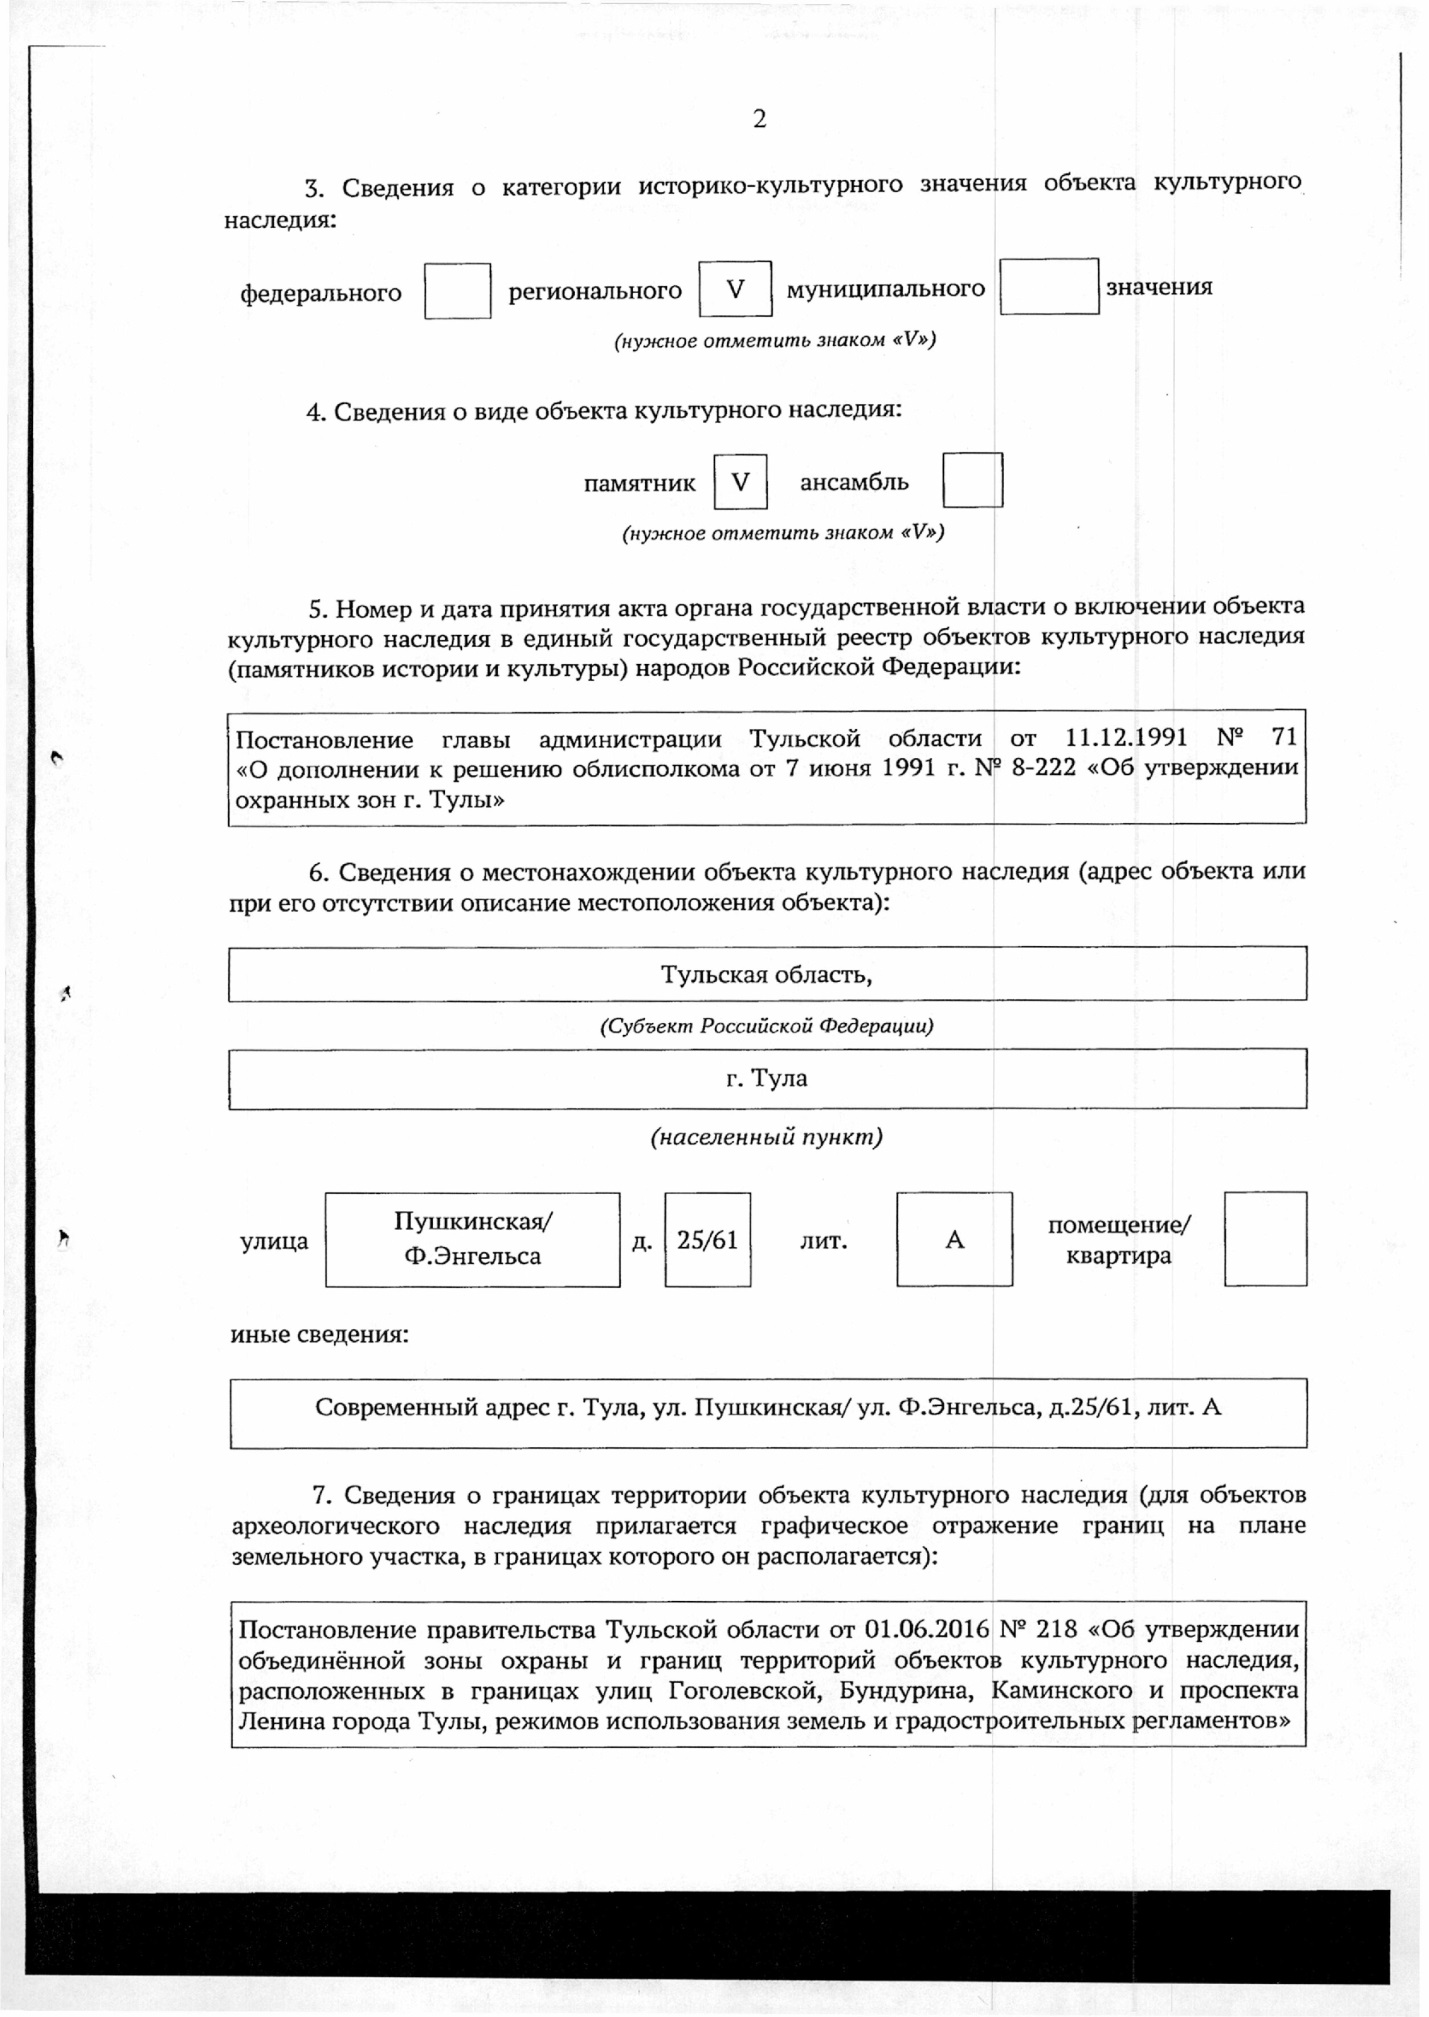 2
3. Сведения о категории историко-культурного значения объекта культурного
наследия:
федерального регионального V муниципального значения
(нужное отметить знаком «V»)
4. Сведения о виде объекта культурного наследия:
памятник V ансамбль
(нужное отметить знаком «V»)
5. Номер и дата принятия акта органа государственной власти о включении объекта
культурного наследия в единый государственный реестр объектов культурного наследия
(памятников истории и культуры) народов Российской Федерации:
Постановление главы администрации Тульской области от 11.12.1991 № 71
«О дополнении к решению облисполкома от 7 июня 1991 г. № 8-222 «Об утверждении
охранных зон г. Тулы»
6. Сведения о местонахождении объекта культурного наследия (адрес объекта или
при его отсутствии описание местоположения объекта):
Тульская область,
(Субъект Российской Федерации)
г. Тула
(населенный пункт)
улица Пушкинская/ Ф.Энгельса д. 25/61 лит. А помещение/ квартира
иные сведения:
Современный адрес г. Тула, ул. Пушкинская/ ул. Ф.Энгельса, д.25/61, лит. А
7. Сведения о границах территории объекта культурного наследия (для объектов
археологического наследия прилагается графическое отражение границ на плане
земельного участка, в границах которого он располагается):
Постановление правительства Тульской области от 01.06.2016 № 218 «Об утверждении
объединённой зоны охраны и границ территорий объектов культурного наследия,
расположенных в границах улиц Гоголевской, Бундурина, Каминского и проспекта
Ленина города Тулы, режимов использования земель и градостроительных регламентов»